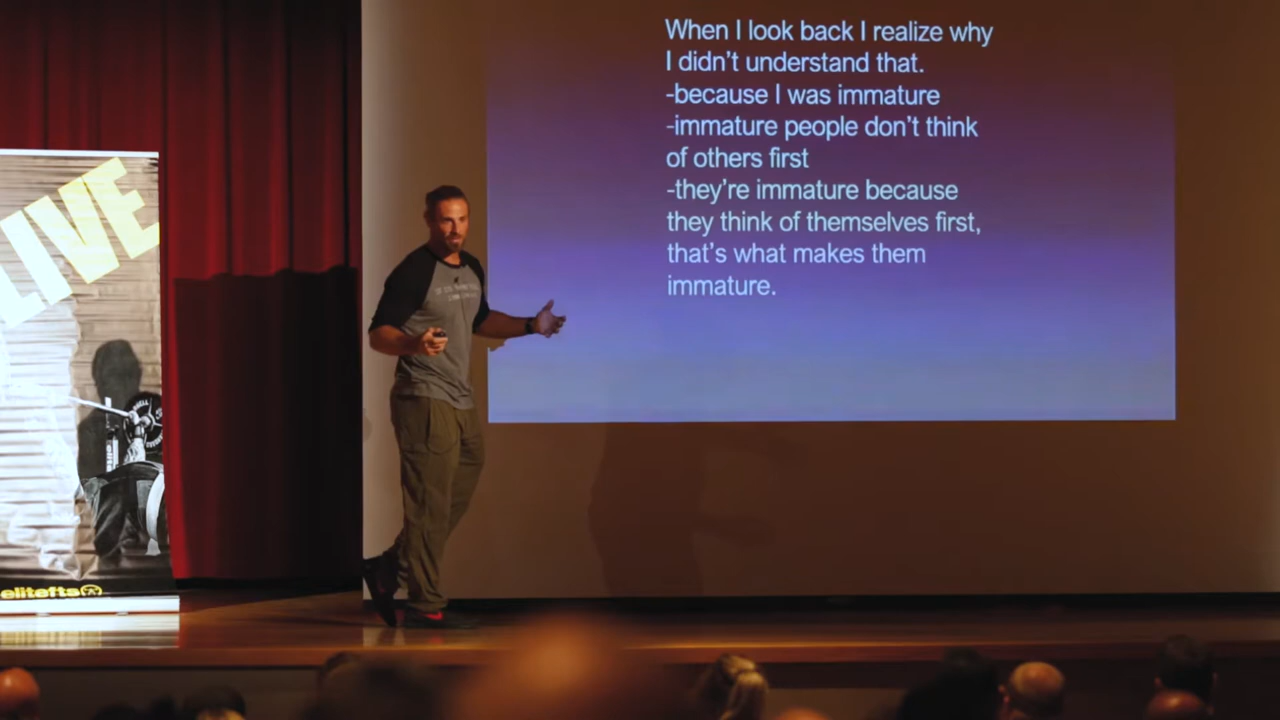 When I look back I realize why
I didn’t understand that.
-because I was immature
-immature people don’t think
of others first
-they’re immature because
they think of themselves first,
that’s what makes them
immature.
LIVE
elitefts